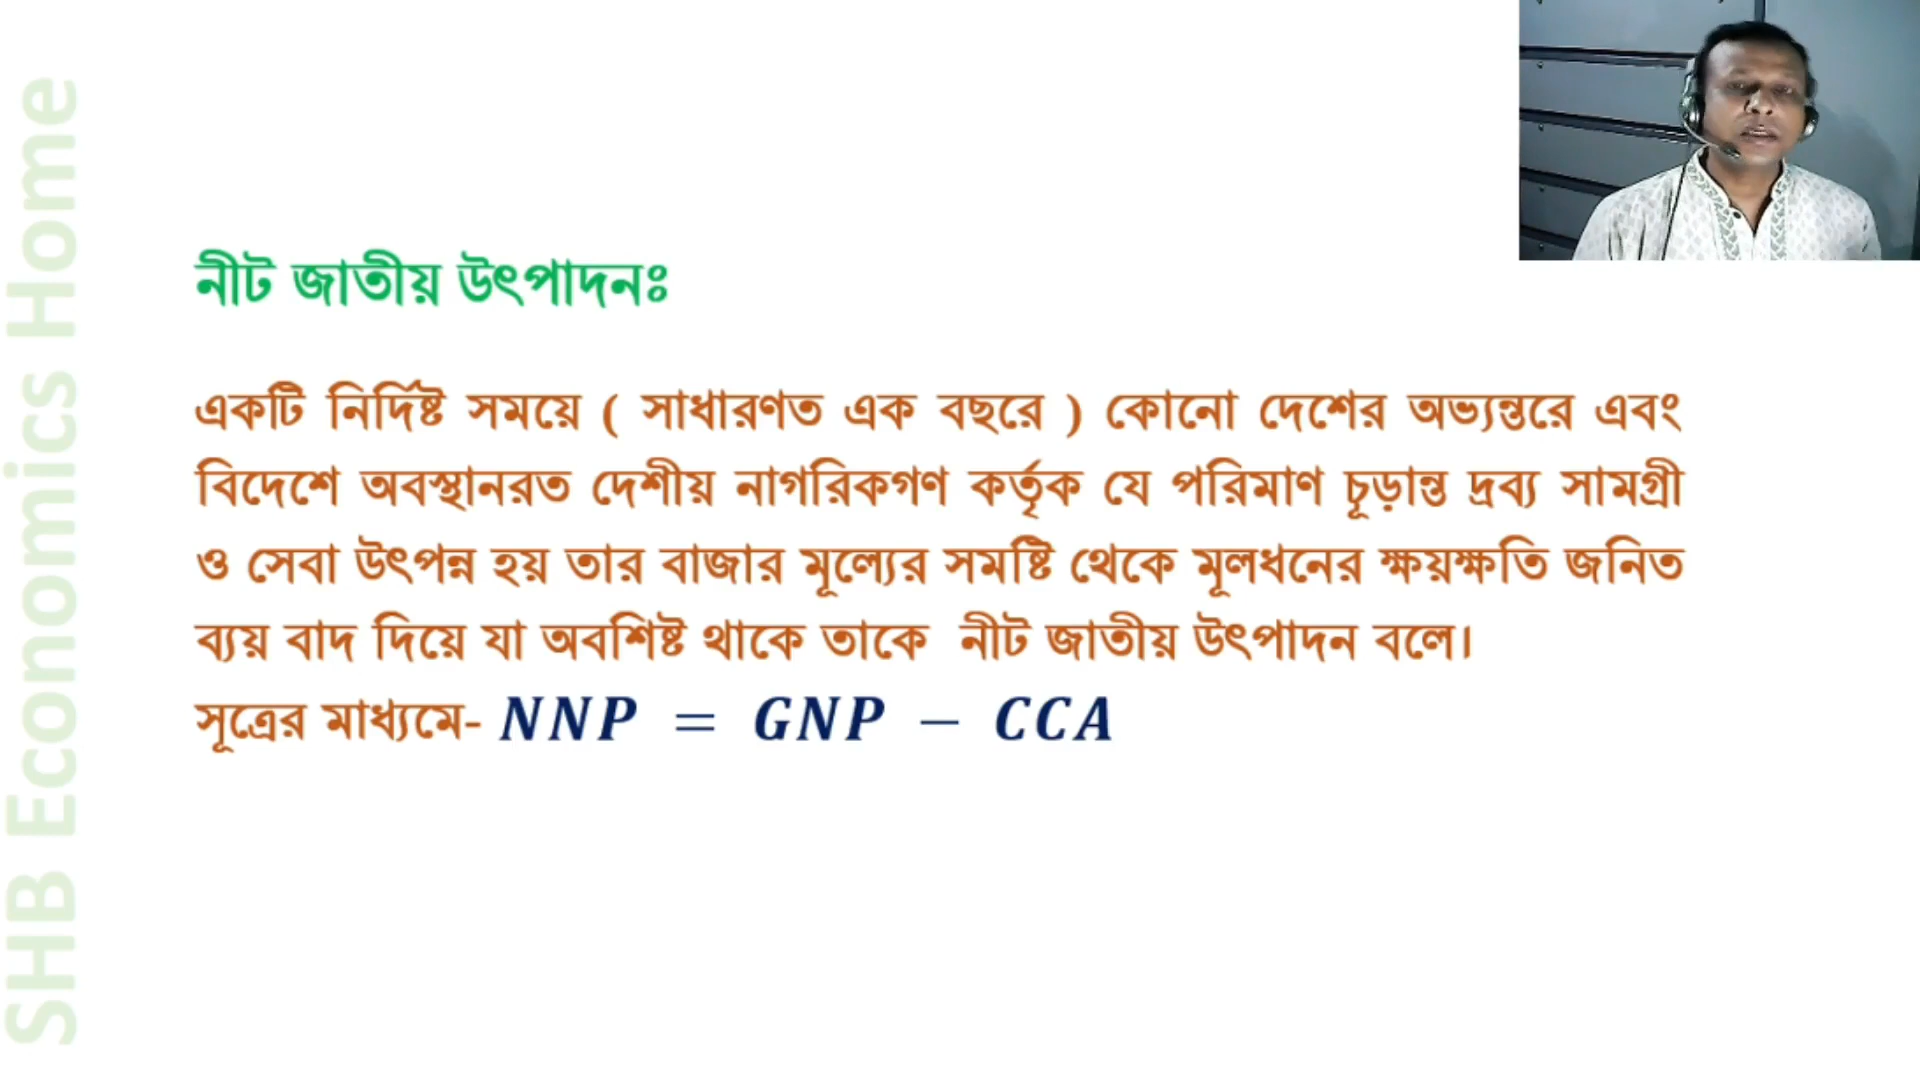 SHB Economics Home
নীট জাতীয় উৎপাদনঃ
একটি নির্দিষ্ট সময়ে ( সাধারণত এক বছরে ) কোনো দেশের অভ্যন্তরে এবং
বিদেশে অবস্থানরত দেশীয় নাগরিকগণ কর্তৃক যে পরিমাণ চূড়ান্ত দ্রব্য সামগ্রী
ও সেবা উৎপন্ন হয় তার বাজার মূল্যের সমষ্টি থেকে মূলধনের ক্ষয়ক্ষতি জনিত
ব্যয় বাদ দিয়ে যা অবশিষ্ট থাকে তাকে নীট জাতীয় উৎপাদন বলে।
সূত্রের মাধ্যমে- NNP = GNP − CCA